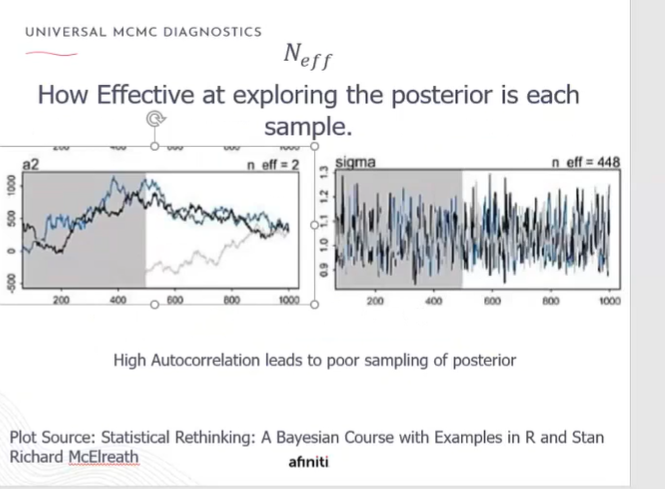 UNIVERSAL MCMC DIAGNOSTICS
N_eff
How Effective at exploring the posterior is each
sample.
a2 n eff = 2
1000
500
0
-500
200 400 600 800 1000
sigma n eff = 448
1.3
1.2
1.1
1.0
0.9
200 400 600 800 1000
High Autocorrelation leads to poor sampling of posterior
Plot Source: Statistical Rethinking: A Bayesian Course with Examples in R and Stan
Richard McElreath
afiniti